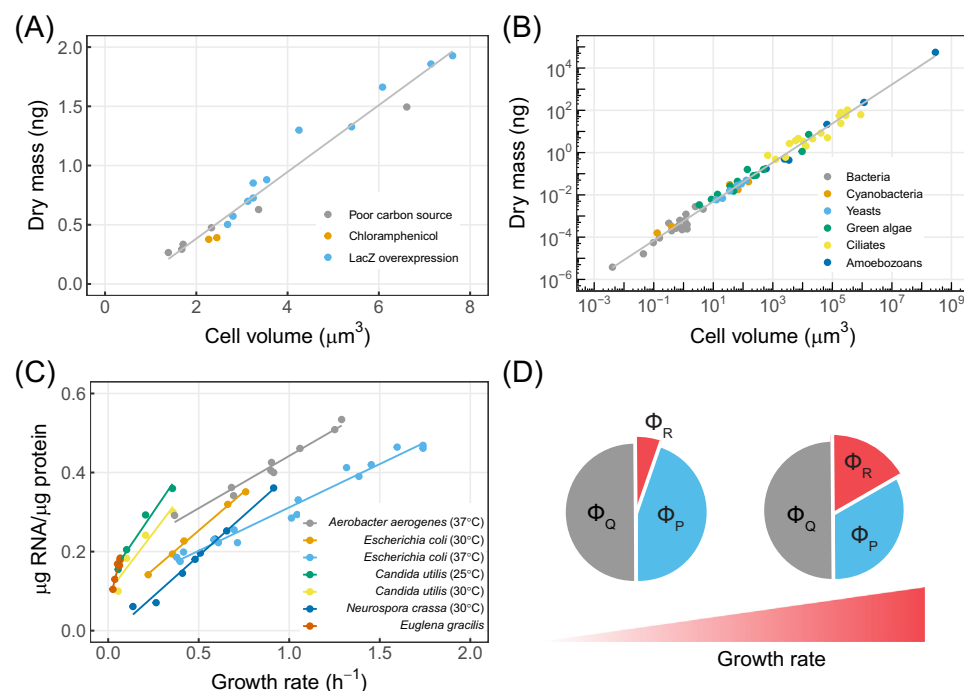 (A)
Dry mass (ng)
2.0
1.5
1.0
0.5
0.0
Poor carbon source
Chloramphenicol
LacZ overexpression
0 2 4 6 8
Cell volume (μm³)
(B)
Dry mass (ng)
10⁴
10²
10⁰
10⁻²
10⁻⁴
10⁻⁶
Bacteria
Cyanobacteria
Yeasts
Green algae
Ciliates
Amoebozoans
10⁻³ 10⁻¹ 10¹ 10³ 10⁵ 10⁷ 10⁹
Cell volume (μm³)
(C)
μg RNA/μg protein
0.6
0.4
0.2
0.0
Aerobacter aerogenes (37°C)
Escherichia coli (30°C)
Escherichia coli (37°C)
Candida utilis (25°C)
Candida utilis (30°C)
Neurospora crassa (30°C)
Euglena gracilis
0.0 0.5 1.0 1.5 2.0
Growth rate (h⁻¹)
(D)
Φ_R
Φ_Q
Φ_P
Φ_R
Φ_Q
Φ_P
Growth rate